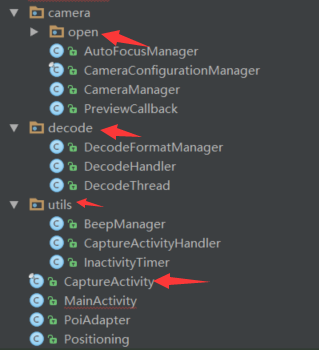 camera
open
AutoFocusManager
CameraConfigurationManager
CameraManager
PreviewCallback
decode
DecodeFormatManager
DecodeHandler
DecodeThread
utils
BeepManager
CaptureActivityHandler
InactivityTimer
CaptureActivity
MainActivity
PoiAdapter
Positioning